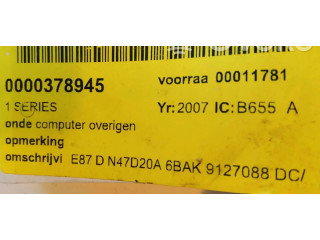 0000378945 voorraa 00011781
1 SERIES Yr: 2007 IC: B655 A
onde computer overigen
opmerking
omschrijvi E87 D N47D20A 6BAK 9127088 DC/